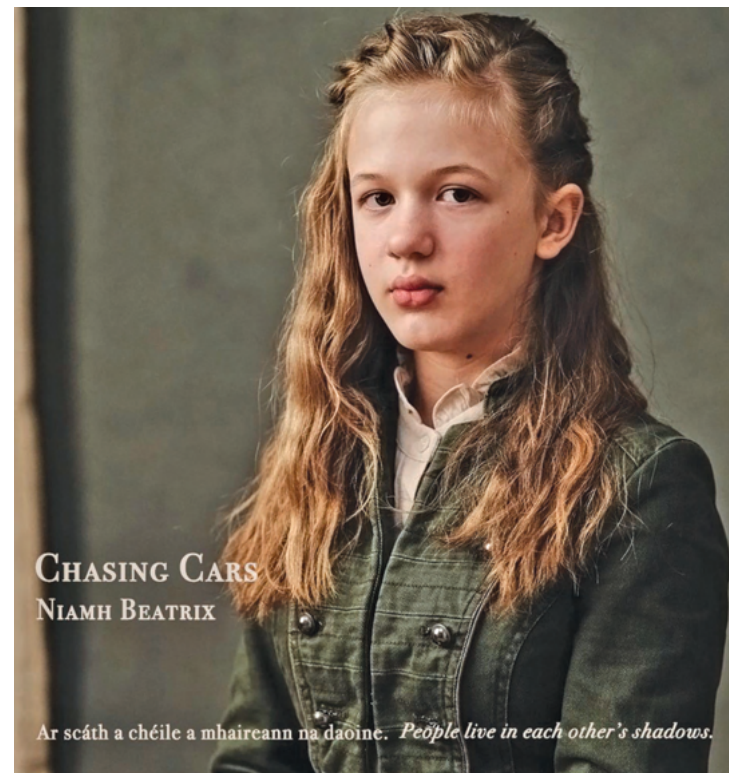 Chasing Cars
Niamh Beatrix
Ar scáth a chéile a mhaireann na daoine. People live in each other's shadows.